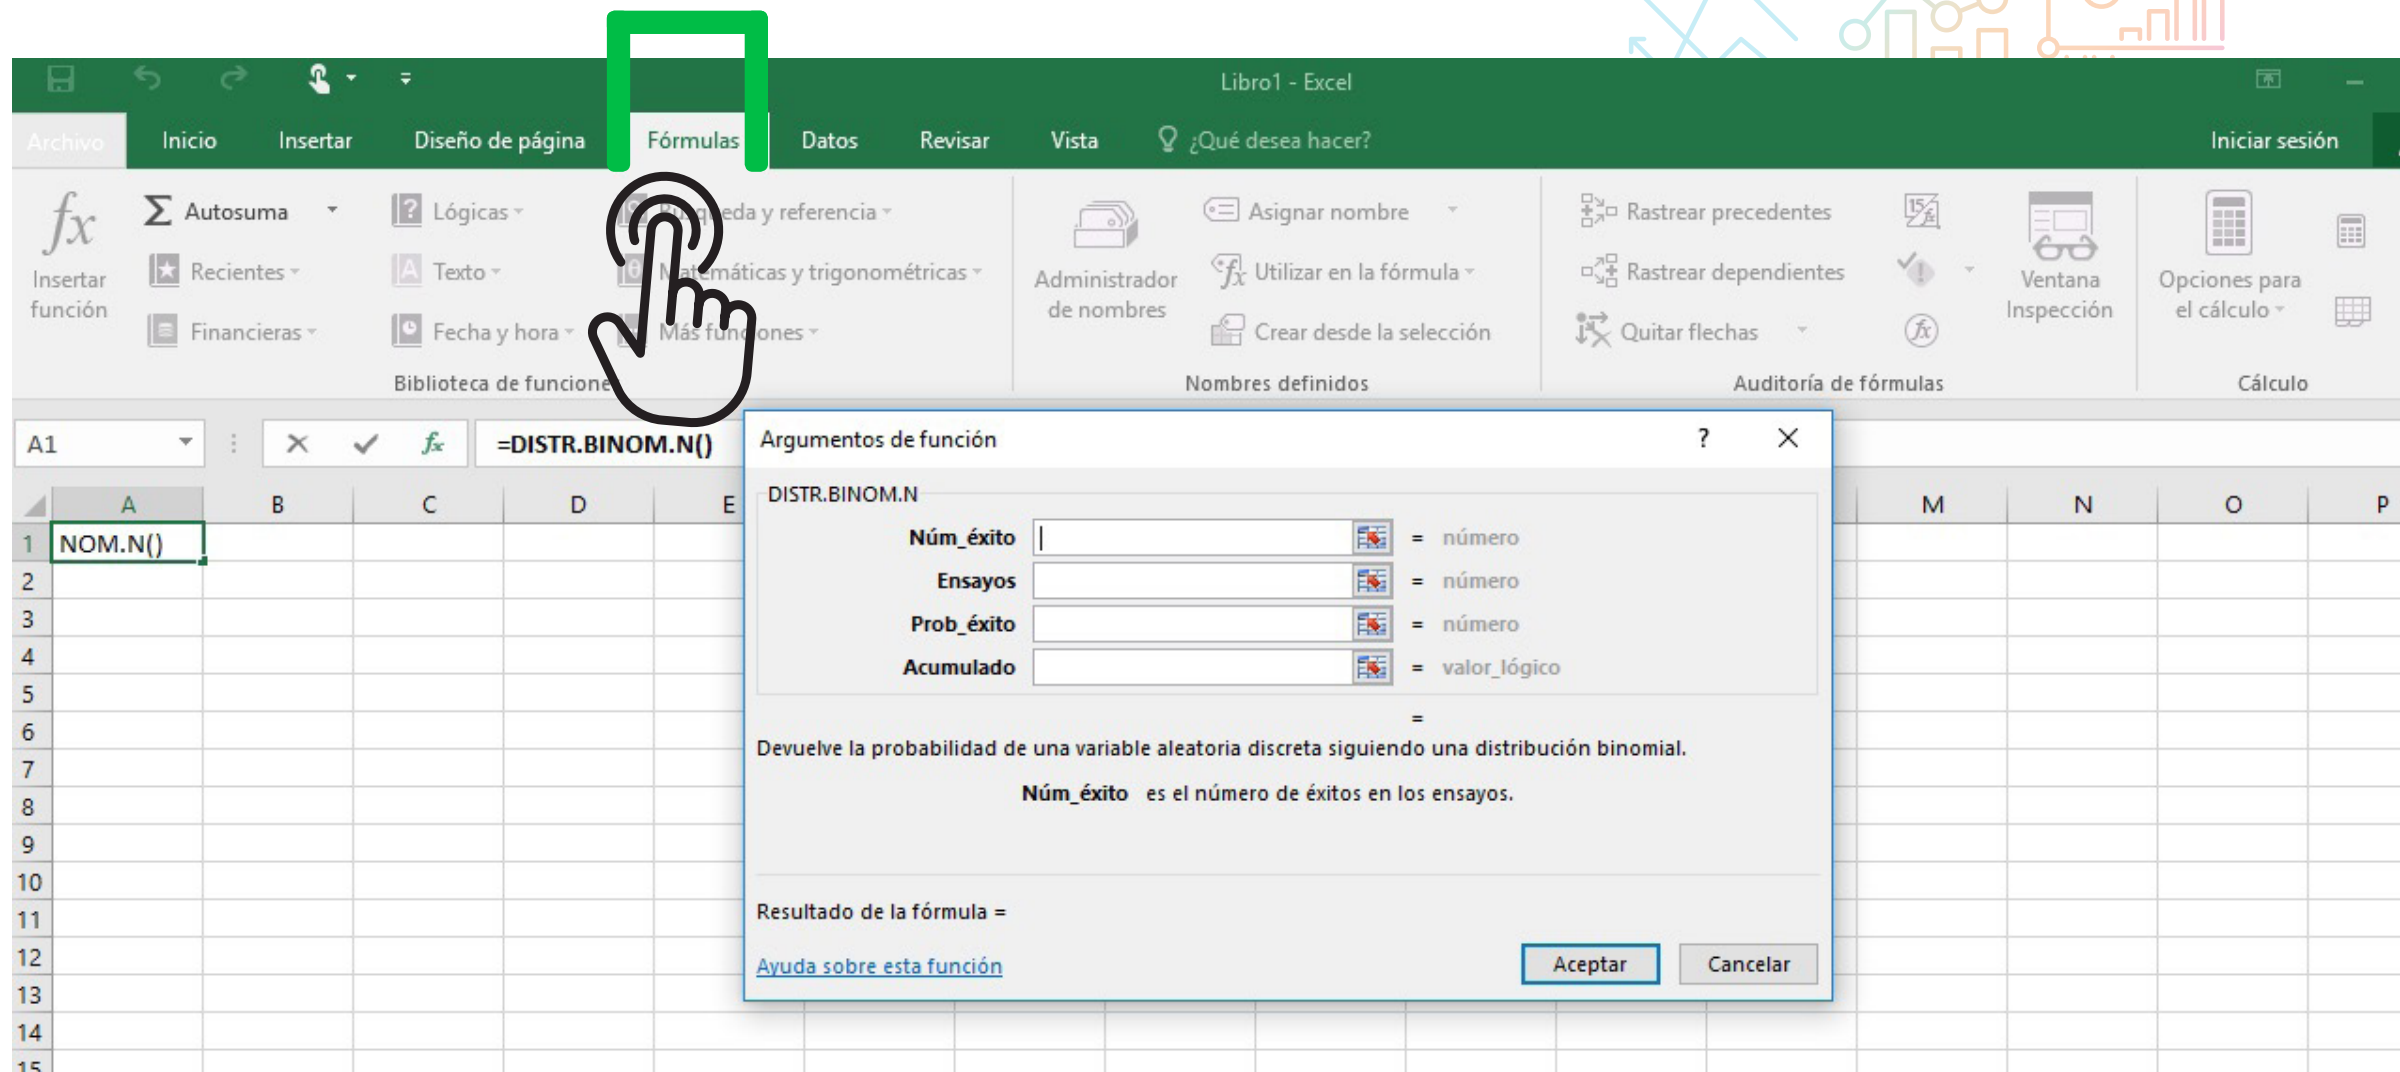 Libro1 - Excel
Archivo Inicio Insertar Diseño de página Fórmulas Datos Revisar Vista ¿Qué desea hacer? Iniciar sesión
fx Σ Autosuma Lógicas y referencia Asignar nombre Rastrear precedentes
Insertar función Recientes Texto Matemáticas y trigonométricas Administrador de nombres Utilizar en la fórmula Rastrear dependientes Ventana Inspección Opciones para el cálculo
Financieras Fecha y hora Más funciones Crear desde la selección Quitar flechas
Biblioteca de Nombres definidos Auditoría de fórmulas Cálculo
A1 fx =DISTR.BINOM.N()
A B C D E M N O P
1 NOM.N()
2
3
4
5
6
7
8
9
10
11
12
13
14
15
Argumentos de función ?
DISTR.BINOM.N
Núm_éxito = número
Ensayos = número
Prob_éxito = número
Acumulado = valor_lógico
=
Devuelve la probabilidad de una variable aleatoria discreta siguiendo una distribución binomial.
Núm_éxito es el número de éxitos en los ensayos.
Resultado de la fórmula =
Ayuda sobre esta función Aceptar Cancelar